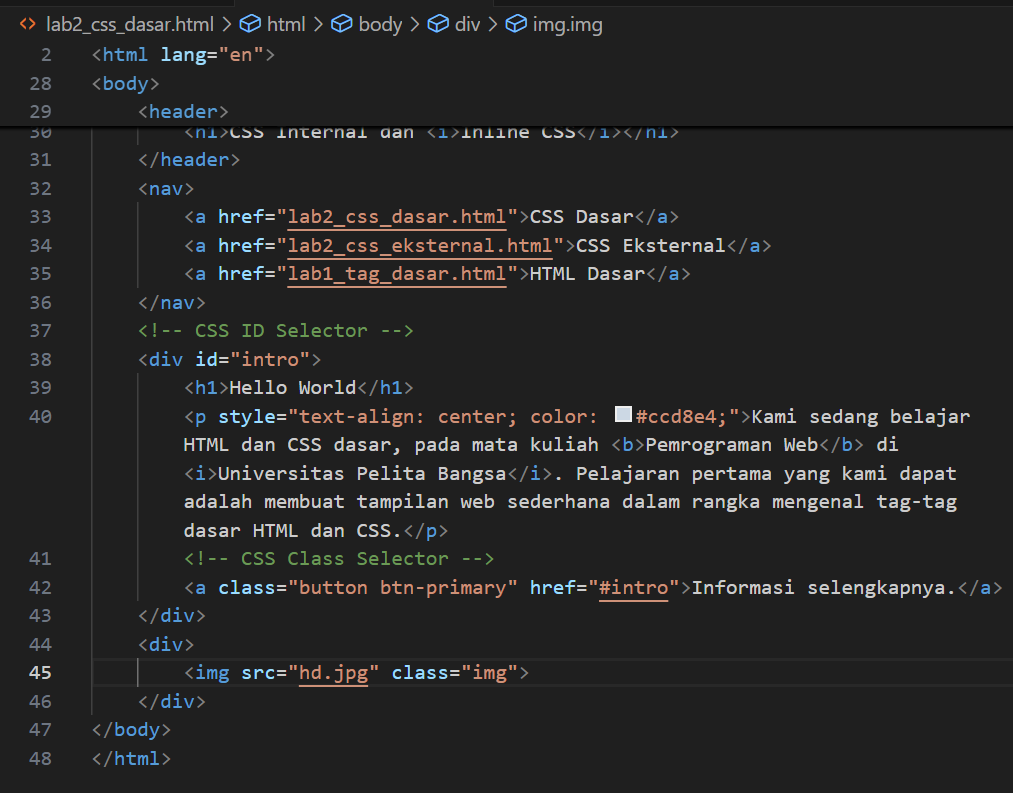 lab2_css_dasar.html > html > body > div > img.img
2 <html lang="en">
28 <body>
29 <header>
30 <h1>CSS Internal dan <i>Inline CSS</i></h1>
31 </header>
32 <nav>
33 <a href="lab2_css_dasar.html">CSS Dasar</a>
34 <a href="lab2_css_eksternal.html">CSS Eksternal</a>
35 <a href="lab1_tag_dasar.html">HTML Dasar</a>
36 </nav>
37 <!-- CSS ID Selector -->
38 <div id="intro">
39 <h1>Hello World</h1>
40 <p style="text-align: center; color: #ccd8e4;">Kami sedang belajar
HTML dan CSS dasar, pada mata kuliah <b>Pemrograman Web</b> di
<i>Universitas Pelita Bangsa</i>. Pelajaran pertama yang kami dapat
adalah membuat tampilan web sederhana dalam rangka mengenal tag-tag
dasar HTML dan CSS.</p>
41 <!-- CSS Class Selector -->
42 <a class="button btn-primary" href="#intro">Informasi selengkapnya.</a>
43 </div>
44 <div>
45 <img src="hd.jpg" class="img">
46 </div>
47 </body>
48 </html>